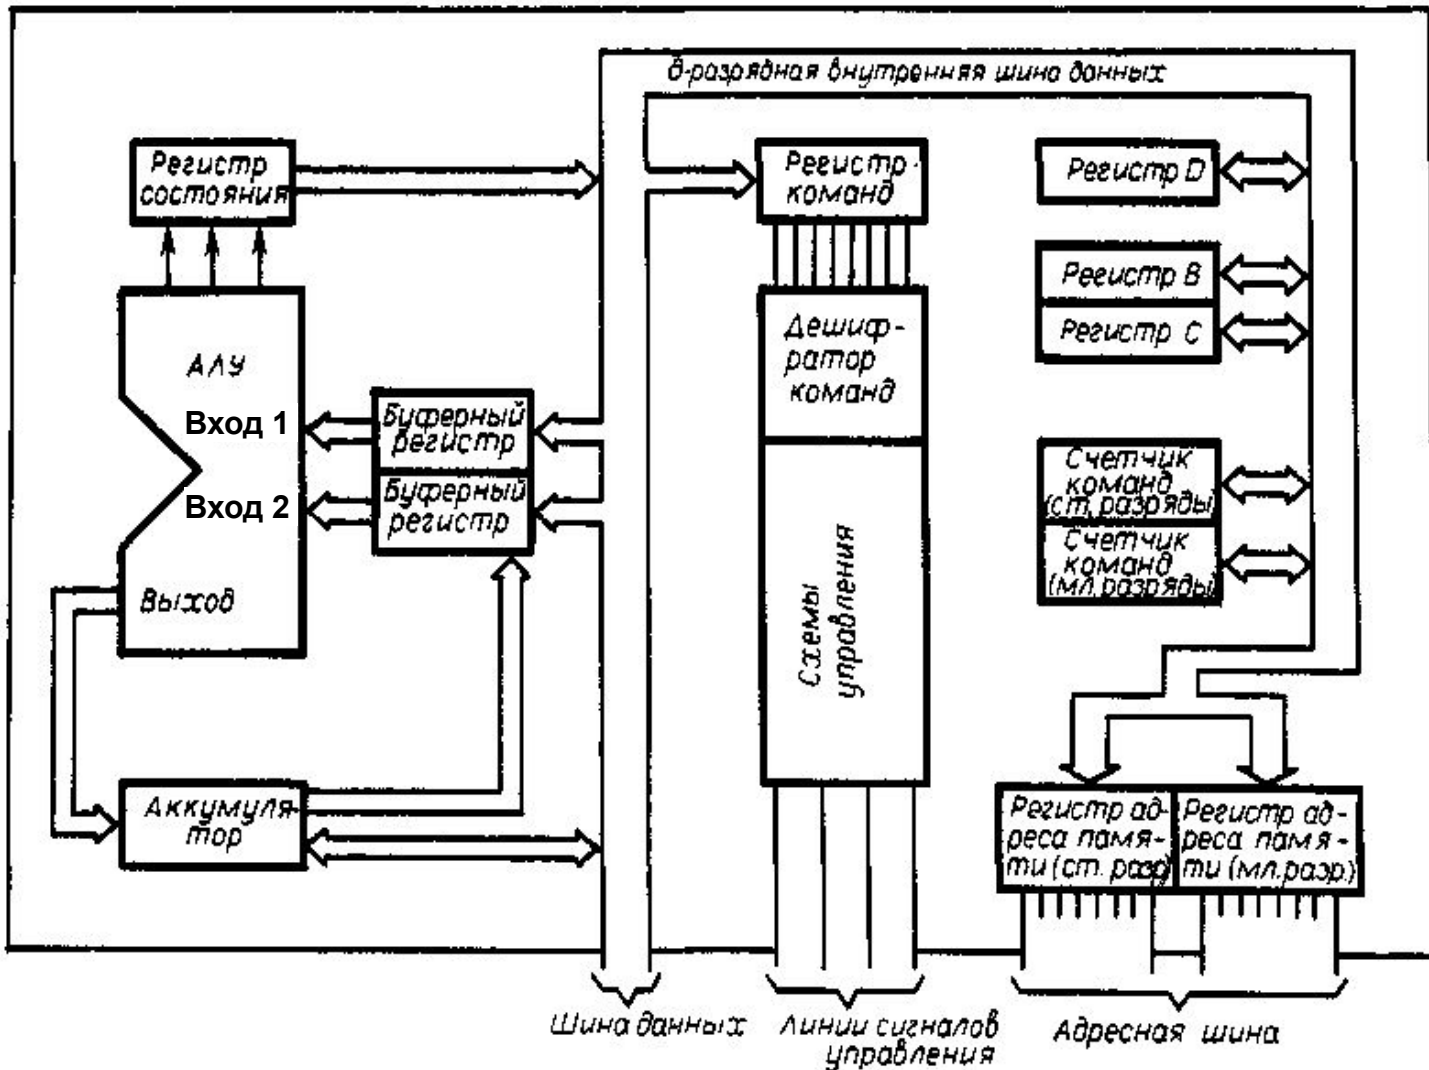 8-разрядная внутренняя шина данных
Регистр
состояния
Регистр
команд
Регистр D
Регистр B
Регистр C
АЛУ
Вход 1
Вход 2
Выход
Буферный
регистр
Буферный
регистр
Дешиф-
ратор
команд
Схемы
управления
Счетчик
команд
(ст. разряды)
Счетчик
команд
(мл. разряды)
Аккумуля-
тор
Регистр ад-
реса памя-
ти (ст. разр)
Регистр ад-
реса памя-
ти (мл. разр.)
Шина данных
Линии сигналов
управления
Адресная шина